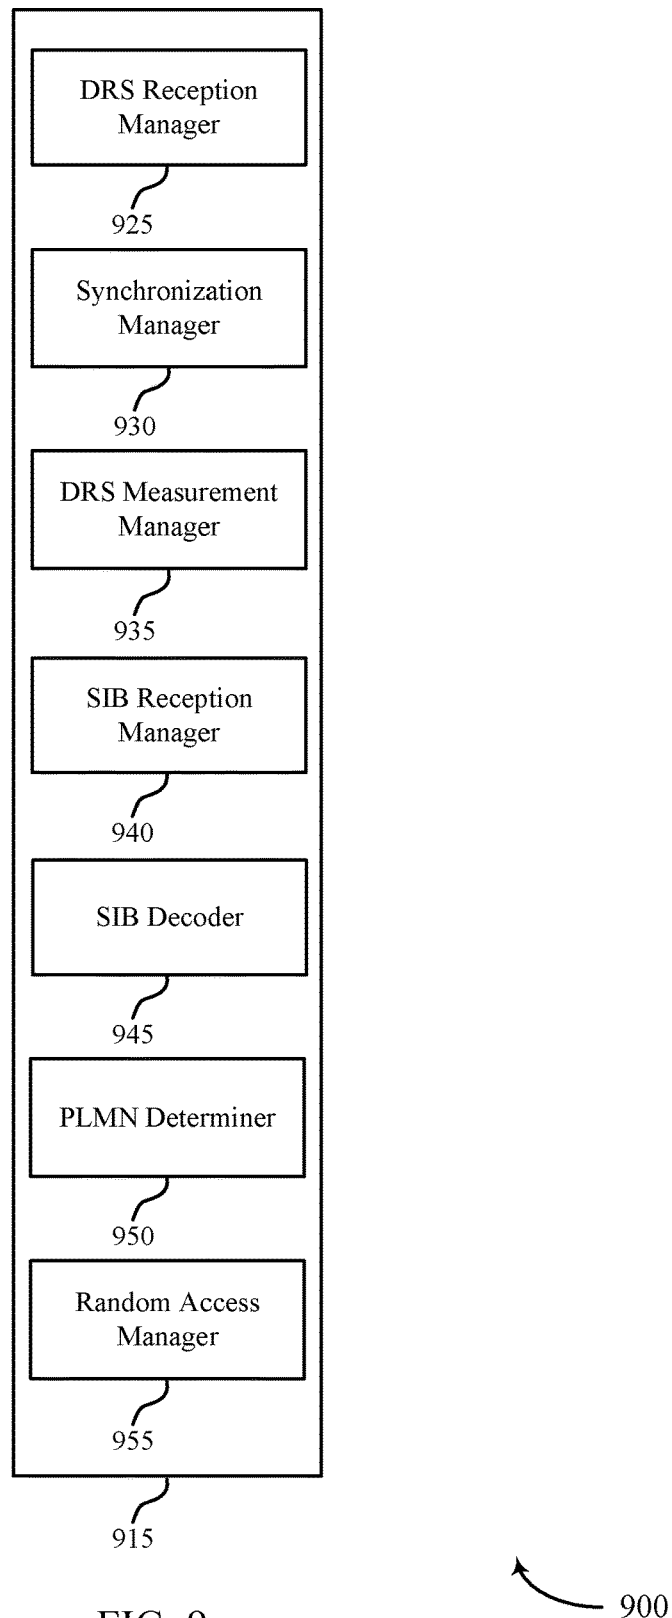 DRS Reception
Manager
925
Synchronization
Manager
930
DRS Measurement
Manager
935
SIB Reception
Manager
940
SIB Decoder
945
PLMN Determiner
950
Random Access
Manager
955
915
900
FIG. 9